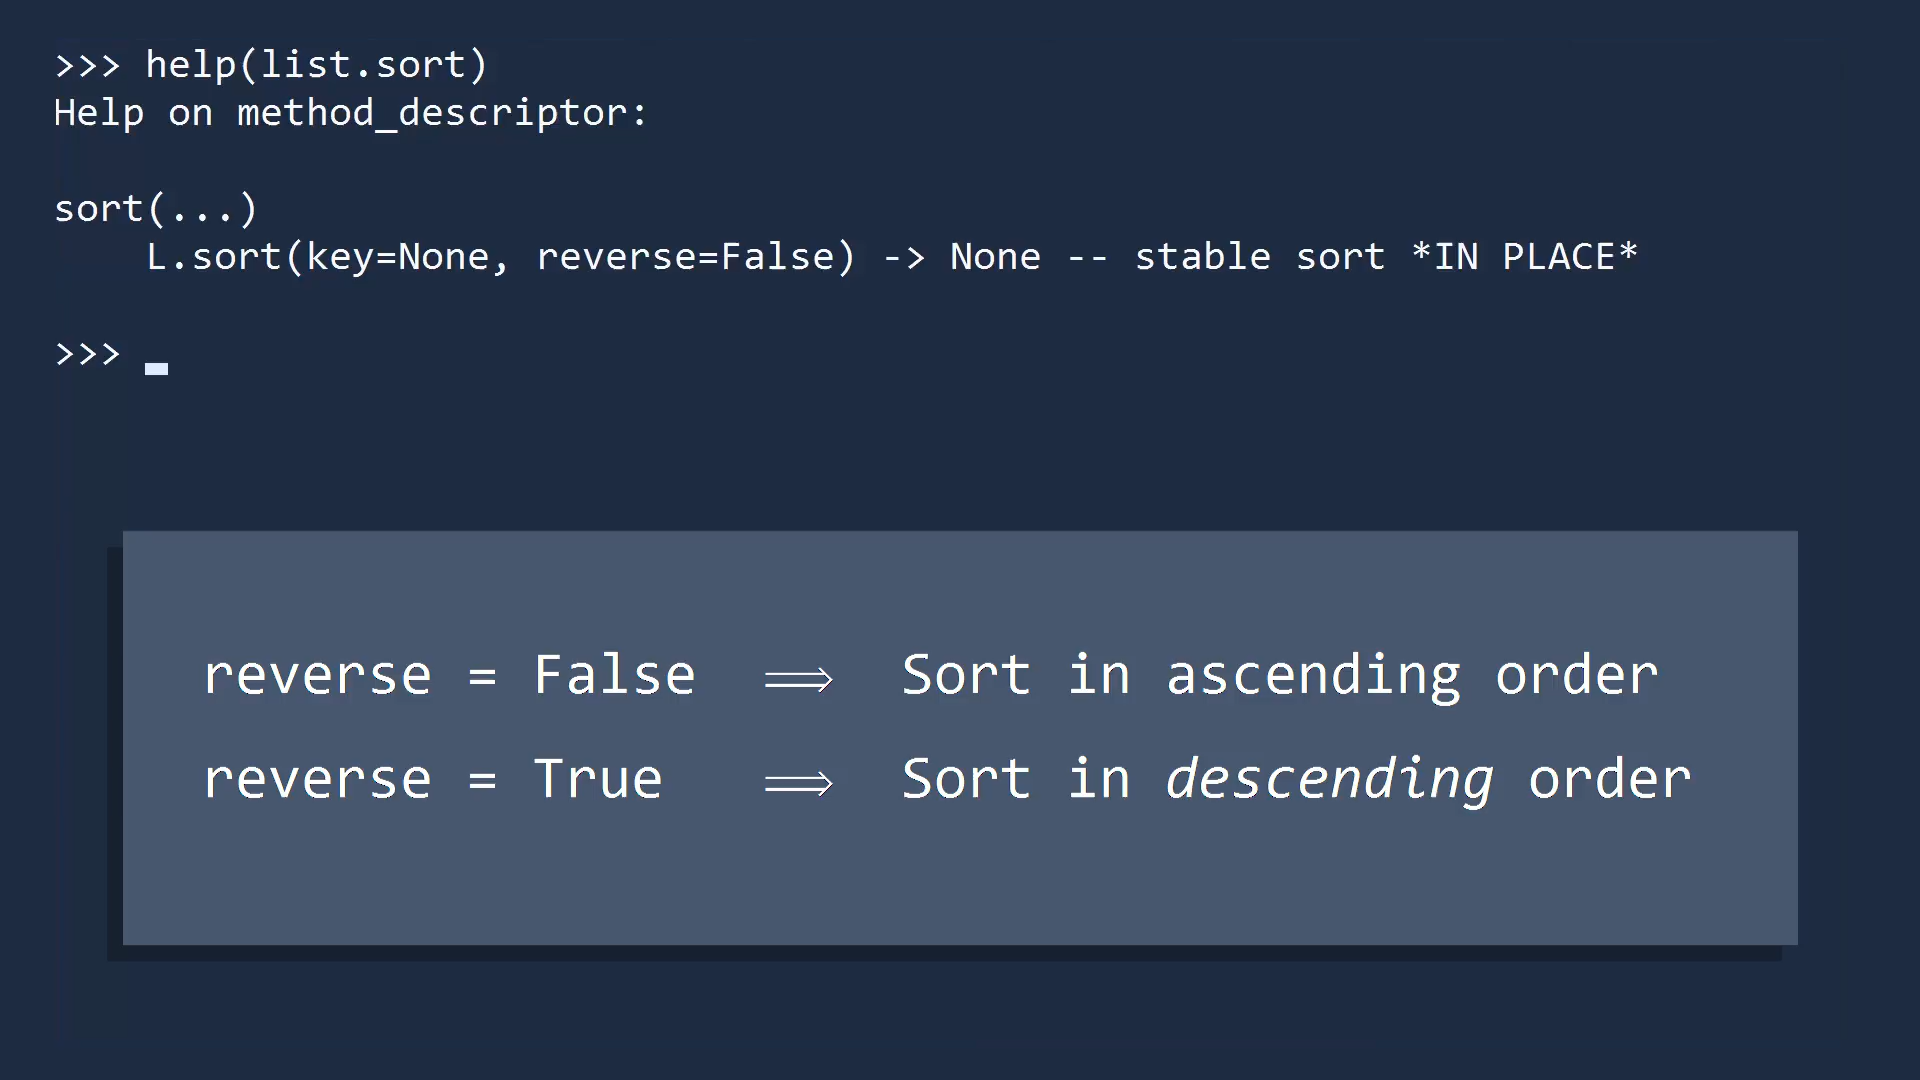 >>> help(list.sort)
Help on method_descriptor:
sort(...)
    L.sort(key=None, reverse=False) -> None -- stable sort *IN PLACE*
>>> 
reverse = False ⟹ Sort in ascending order
reverse = True ⟹ Sort in descending order